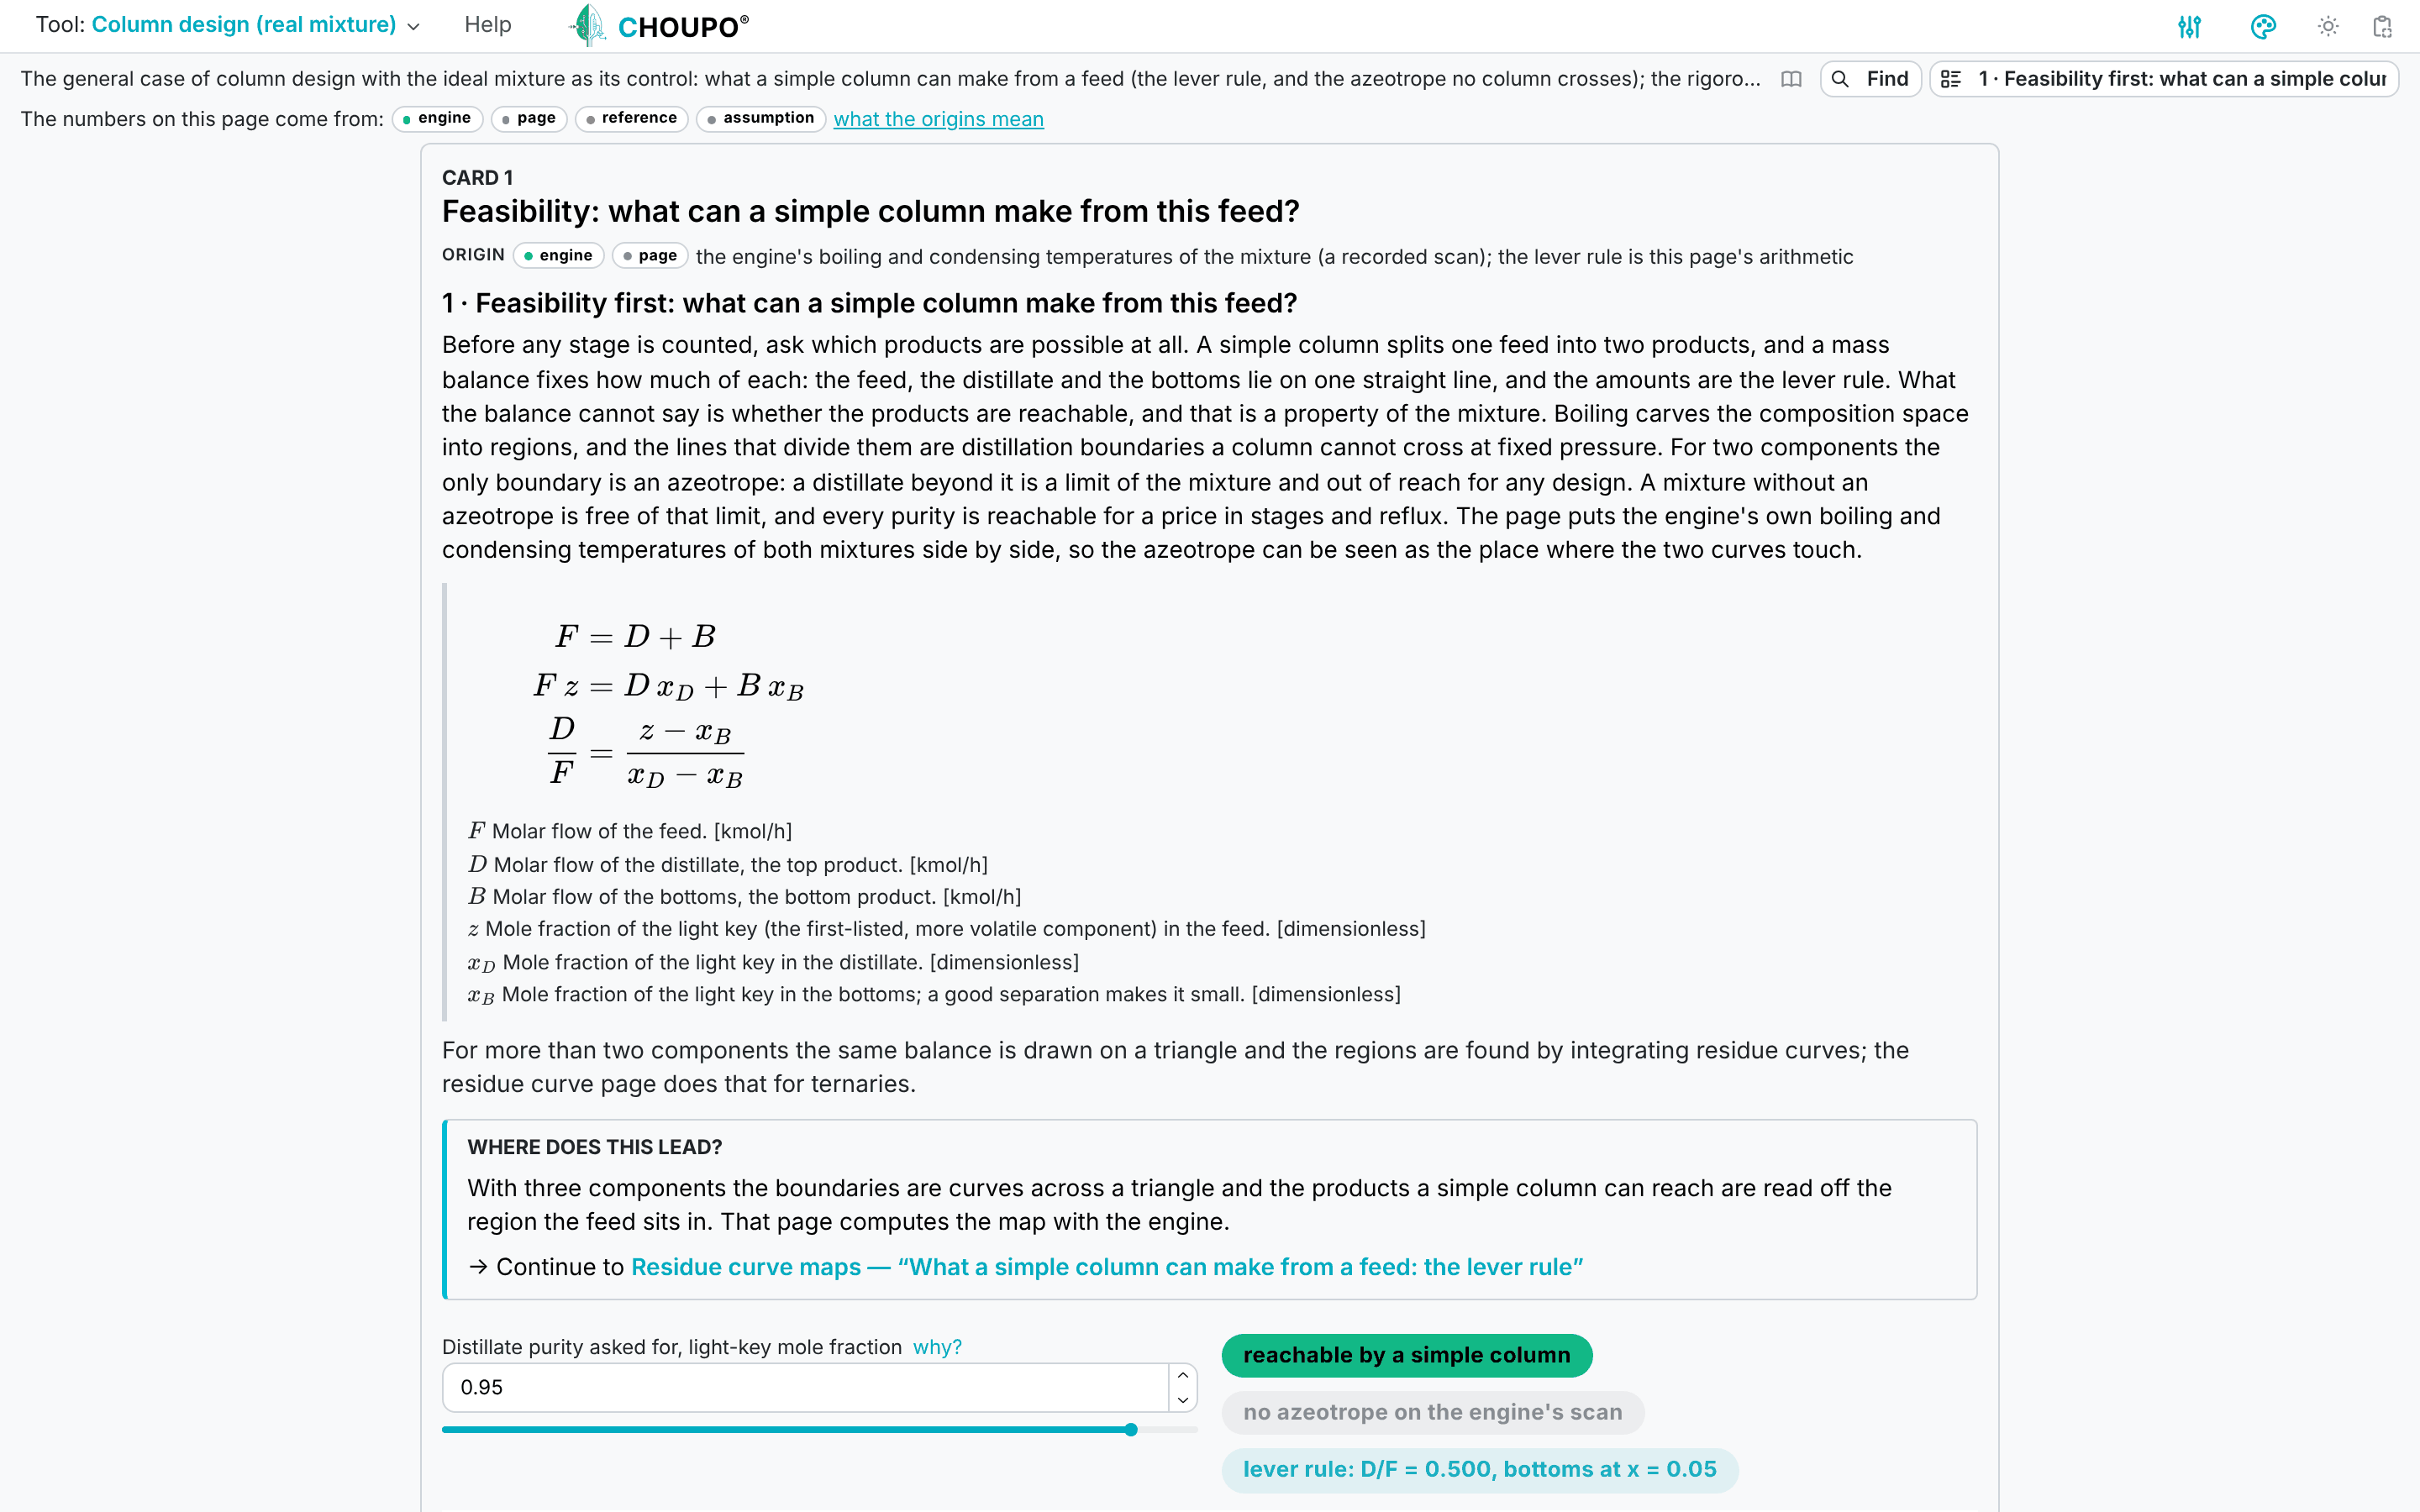 Tool: Column design (real mixture)  Help  CHOUPO®
The general case of column design with the ideal mixture as its control: what a simple column can make from a feed (the lever rule, and the azeotrope no column crosses); the rigoro...  Find  1 · Feasibility first: what can a simple colur
The numbers on this page come from: engine page reference assumption what the origins mean
CARD 1
Feasibility: what can a simple column make from this feed?
ORIGIN engine page the engine's boiling and condensing temperatures of the mixture (a recorded scan); the lever rule is this page's arithmetic
1 · Feasibility first: what can a simple column make from this feed?
Before any stage is counted, ask which products are possible at all. A simple column splits one feed into two products, and a mass
balance fixes how much of each: the feed, the distillate and the bottoms lie on one straight line, and the amounts are the lever rule. What
the balance cannot say is whether the products are reachable, and that is a property of the mixture. Boiling carves the composition space
into regions, and the lines that divide them are distillation boundaries a column cannot cross at fixed pressure. For two components the
only boundary is an azeotrope: a distillate beyond it is a limit of the mixture and out of reach for any design. A mixture without an
azeotrope is free of that limit, and every purity is reachable for a price in stages and reflux. The page puts the engine's own boiling and
condensing temperatures of both mixtures side by side, so the azeotrope can be seen as the place where the two curves touch.
F = D + B
F z = D x_D + B x_B
D/F = (z − x_B)/(x_D − x_B)
F Molar flow of the feed. [kmol/h]
D Molar flow of the distillate, the top product. [kmol/h]
B Molar flow of the bottoms, the bottom product. [kmol/h]
z Mole fraction of the light key (the first-listed, more volatile component) in the feed. [dimensionless]
x_D Mole fraction of the light key in the distillate. [dimensionless]
x_B Mole fraction of the light key in the bottoms; a good separation makes it small. [dimensionless]
For more than two components the same balance is drawn on a triangle and the regions are found by integrating residue curves; the
residue curve page does that for ternaries.
WHERE DOES THIS LEAD?
With three components the boundaries are curves across a triangle and the products a simple column can reach are read off the
region the feed sits in. That page computes the map with the engine.
→ Continue to Residue curve maps — “What a simple column can make from a feed: the lever rule”
Distillate purity asked for, light-key mole fraction why?
0.95
reachable by a simple column
no azeotrope on the engine's scan
lever rule: D/F = 0.500, bottoms at x = 0.05